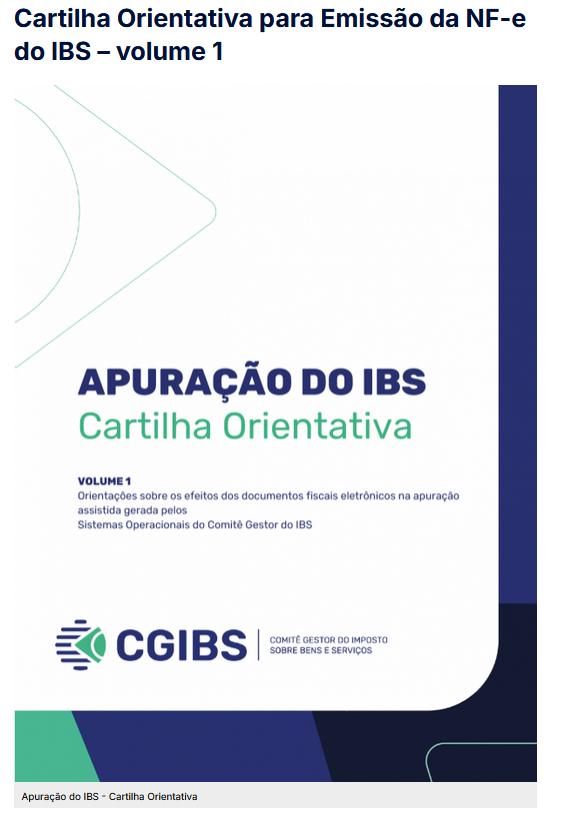 Cartilha Orientativa para Emissão da NF-e
do IBS – volume 1
APURAÇÃO DO IBS
Cartilha Orientativa
VOLUME 1
Orientações sobre os efeitos dos documentos fiscais eletrônicos na apuração
assistida gerada pelos
Sistemas Operacionais do Comitê Gestor do IBS
CGIBS
COMITÊ GESTOR DO IMPOSTO
SOBRE BENS E SERVIÇOS
Apuração do IBS - Cartilha Orientativa